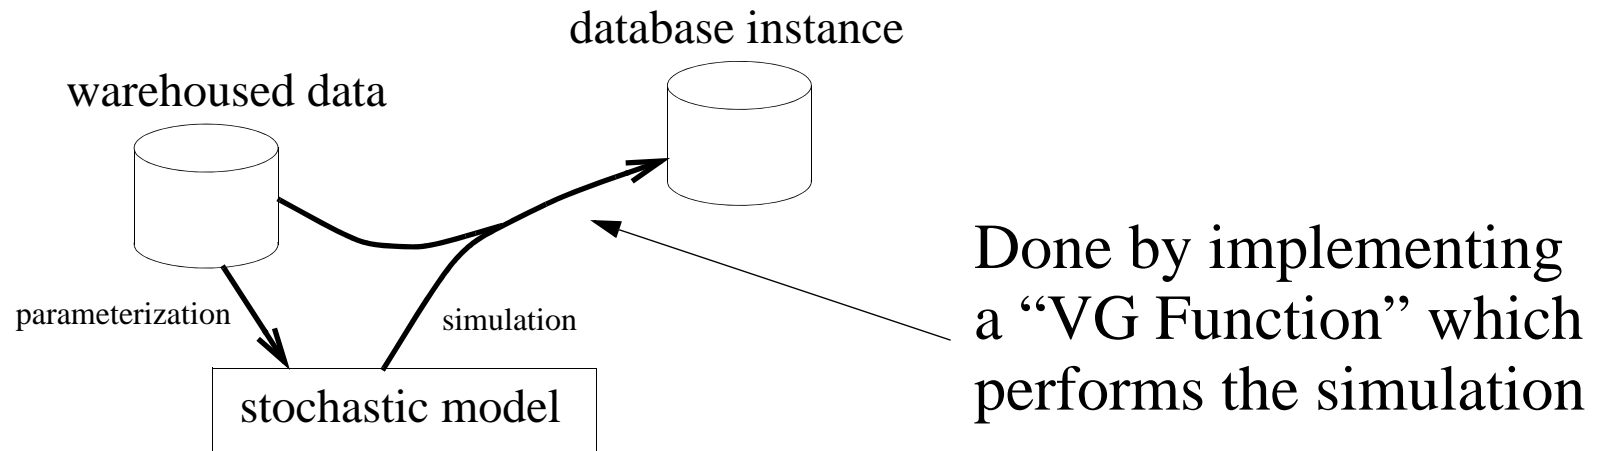 database instance
warehoused data
parameterization
simulation
stochastic model
Done by implementing
a “VG Function” which
performs the simulation